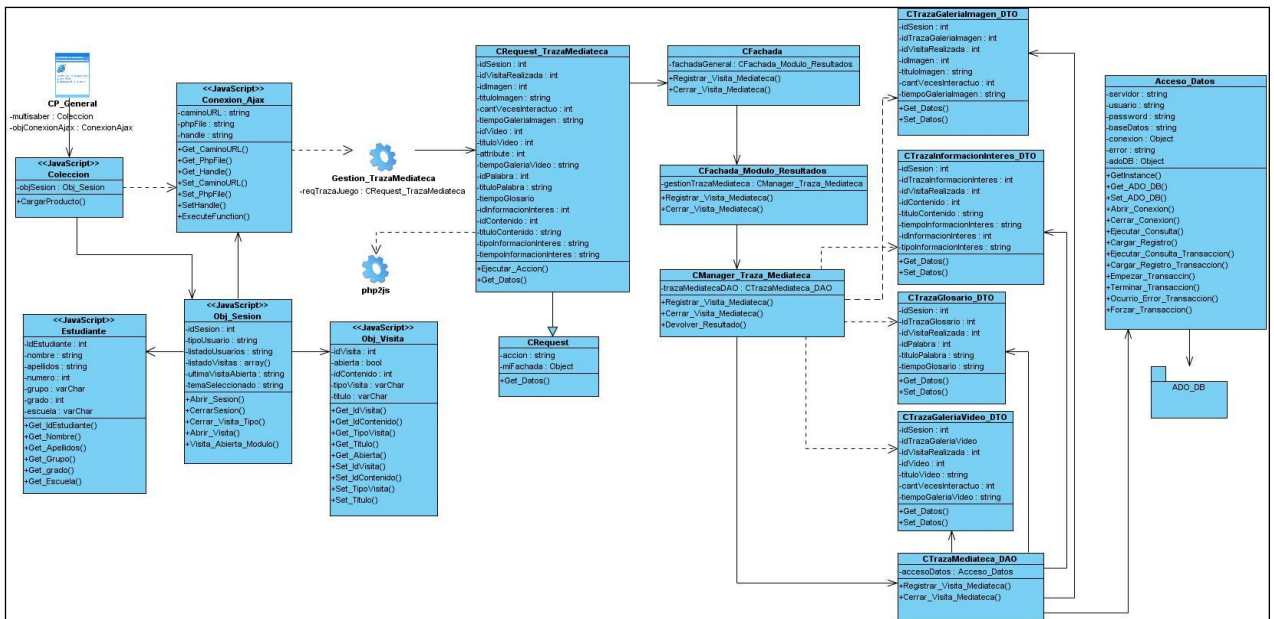 CP_General
-multisaber : Coleccion
-objConexionAjax : ConexionAjax
<<JavaScript>>
Coleccion
-objSesion : Obj_Sesion
+CargarProducto()
<<JavaScript>>
Conexion_Ajax
-caminoURL : string
-phpFile : string
-handle : string
+Get_CaminoURL()
+Get_PhpFile()
+Get_Handle()
+Set_CaminoURL()
+Set_PhpFile()
+SetHandle()
+ExecuteFunction()
<<JavaScript>>
Estudiante
-IdEstudiante : int
-nombre : string
-apellidos : string
-numero : int
-grupo : varChar
-grado : int
-escuela : varChar
+Get_IdEstudiante()
+Get_Nombre()
+Get_Apellidos()
+Get_Grupo()
+Get_grado()
+Get_Escuela()
<<JavaScript>>
Obj_Sesion
-idSesion : int
-tipoUsuario : string
-listadoUsuarios : string
-listadoVisitas : array()
-ultimaVisitaAbierta : string
-temaSeleccionado : string
+Abrir_Sesion()
+CerrarSesion()
+Cerrar_Visita_Tipo()
+Abrir_Visita()
+Visita_Abierta_Modulo()
<<JavaScript>>
Obj_Visita
-idVisita : int
-abierta : bool
-idContenido : int
-tipoVisita : varChar
-titulo : varChar
+Get_IdVisita()
+Get_IdContenido()
+Get_TipoVisita()
+Get_Titulo()
+Get_Abierta()
+Set_IdVisita()
+Set_IdContenido()
+Set_TipoVisita()
+Set_Titulo()
Gestion_TrazaMediateca
-reqTrazaJuego : CRequest_TrazaMediateca
php2js
CRequest_TrazaMediateca
-idSesion : int
-idVisitaRealizada : int
-idImagen : int
-tituloImagen : string
-cantVecesInteractuo : int
-tiempoGaleriaImagen : string
-idVideo : int
-tituloVideo : string
-attribute : int
-tiempoGaleriaVideo : string
-idPalabra : int
-tituloPalabra : string
-tiempoGlosario
-idInformacionInteres : int
-idContenido : int
-tituloContenido : string
-tipoInformacionInteres : string
-tiempoInformacionInteres : string
+Ejecutar_Accion()
+Get_Datos()
CRequest
-accion : string
-miFachada : Object
+Get_Datos()
CFachada
-fachadaGeneral : CFachada_Modulo_Resultados
+Registrar_Visita_Mediateca()
+Cerrar_Visita_Mediateca()
CFachada_Modulo_Resultados
-gestionTrazaMediateca : CManager_Traza_Mediateca
+Registrar_Visita_Mediateca()
+Cerrar_Visita_Mediateca()
CManager_Traza_Mediateca
-trazaMediatecaDAO : CTrazaMediateca_DAO
+Registrar_Visita_Mediateca()
+Cerrar_Visita_Mediateca()
+Devolver_Resultado()
CTrazaGaleriaImagen_DTO
-idSesion : int
-idTrazaGaleriaImagen : int
-idVisitaRealizada : int
-idImagen : int
-tituloImagen : string
-cantVecesInteractuo : int
-tiempoGaleriaImagen : string
+Get_Datos()
+Set_Datos()
CTrazaInformacionInteres_DTO
-idSesion : int
-idTrazaInformacionInteres : int
-idVisitaRealizada : int
-idContenido : int
-tituloContenido : string
-tiempoInformacionInteres : string
-idInformacionInteres : int
-tipoInformacionInteres : string
+Get_Datos()
+Set_Datos()
CTrazaGlosario_DTO
-idSesion : int
-idTrazaGlosario : int
-idVisitaRealizada : int
-idPalabra : int
-tituloPalabra : string
-tiempoGlosario : string
+Get_Datos()
+Set_Datos()
CTrazaGaleriaVideo_DTO
-idSesion : int
-idTrazaGaleriaVideo
-idVisitaRealizada : int
-idVideo : int
-tituloVideo : string
-cantVecesInteractuo : int
-tiempoGaleriaVideo : string
+Get_Datos()
+Set_Datos()
CTrazaMediateca_DAO
-accesoDatos : Acceso_Datos
+Registrar_Visita_Mediateca()
+Cerrar_Visita_Mediateca()
Acceso_Datos
-servidor : string
-usuario : string
-password : string
-baseDatos : string
-conexion : Object
-error : string
-adoDB : Object
+GetInstance()
+Get_ADO_DB()
+Set_ADO_DB()
+Abrir_Conexion()
+Cerrar_Conexion()
+Ejecutar_Consulta()
+Cargar_Registro()
+Ejecutar_Consulta_Transaccion()
+Cargar_Registro_Transaccion()
+Empezar_Transaccin()
+Terminar_Transaccion()
+Ocurrio_Error_Transaccion()
+Forzar_Transaccion()
ADO_DB